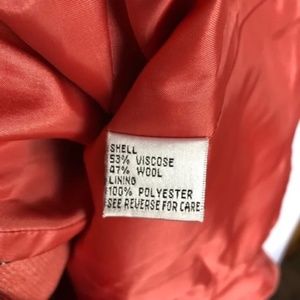 SHELL
53% VISCOSE
47% WOOL
LINING
100% POLYESTER
SEE REVERSE FOR CARE